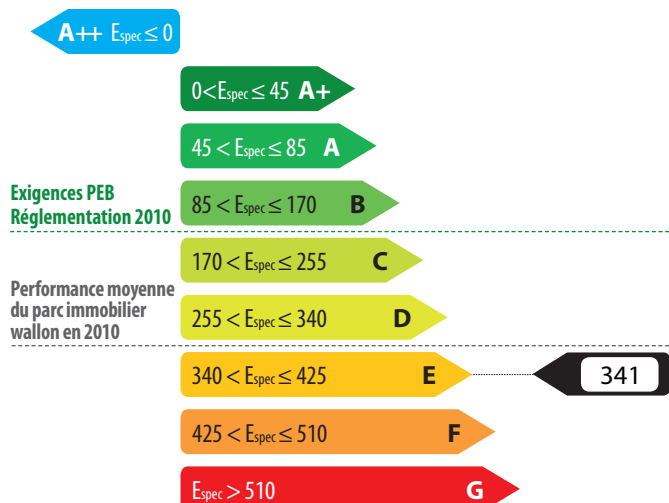 A++ Espec ≤ 0
0<Espec ≤ 45 A+
45 < Espec ≤ 85 A
Exigences PEB
Réglementation 2010
85 < Espec ≤ 170 B
170 < Espec ≤ 255 C
Performance moyenne
du parc immobilier
wallon en 2010
255 < Espec ≤ 340 D
340 < Espec ≤ 425 E
341
425 < Espec ≤ 510 F
Espec > 510 G